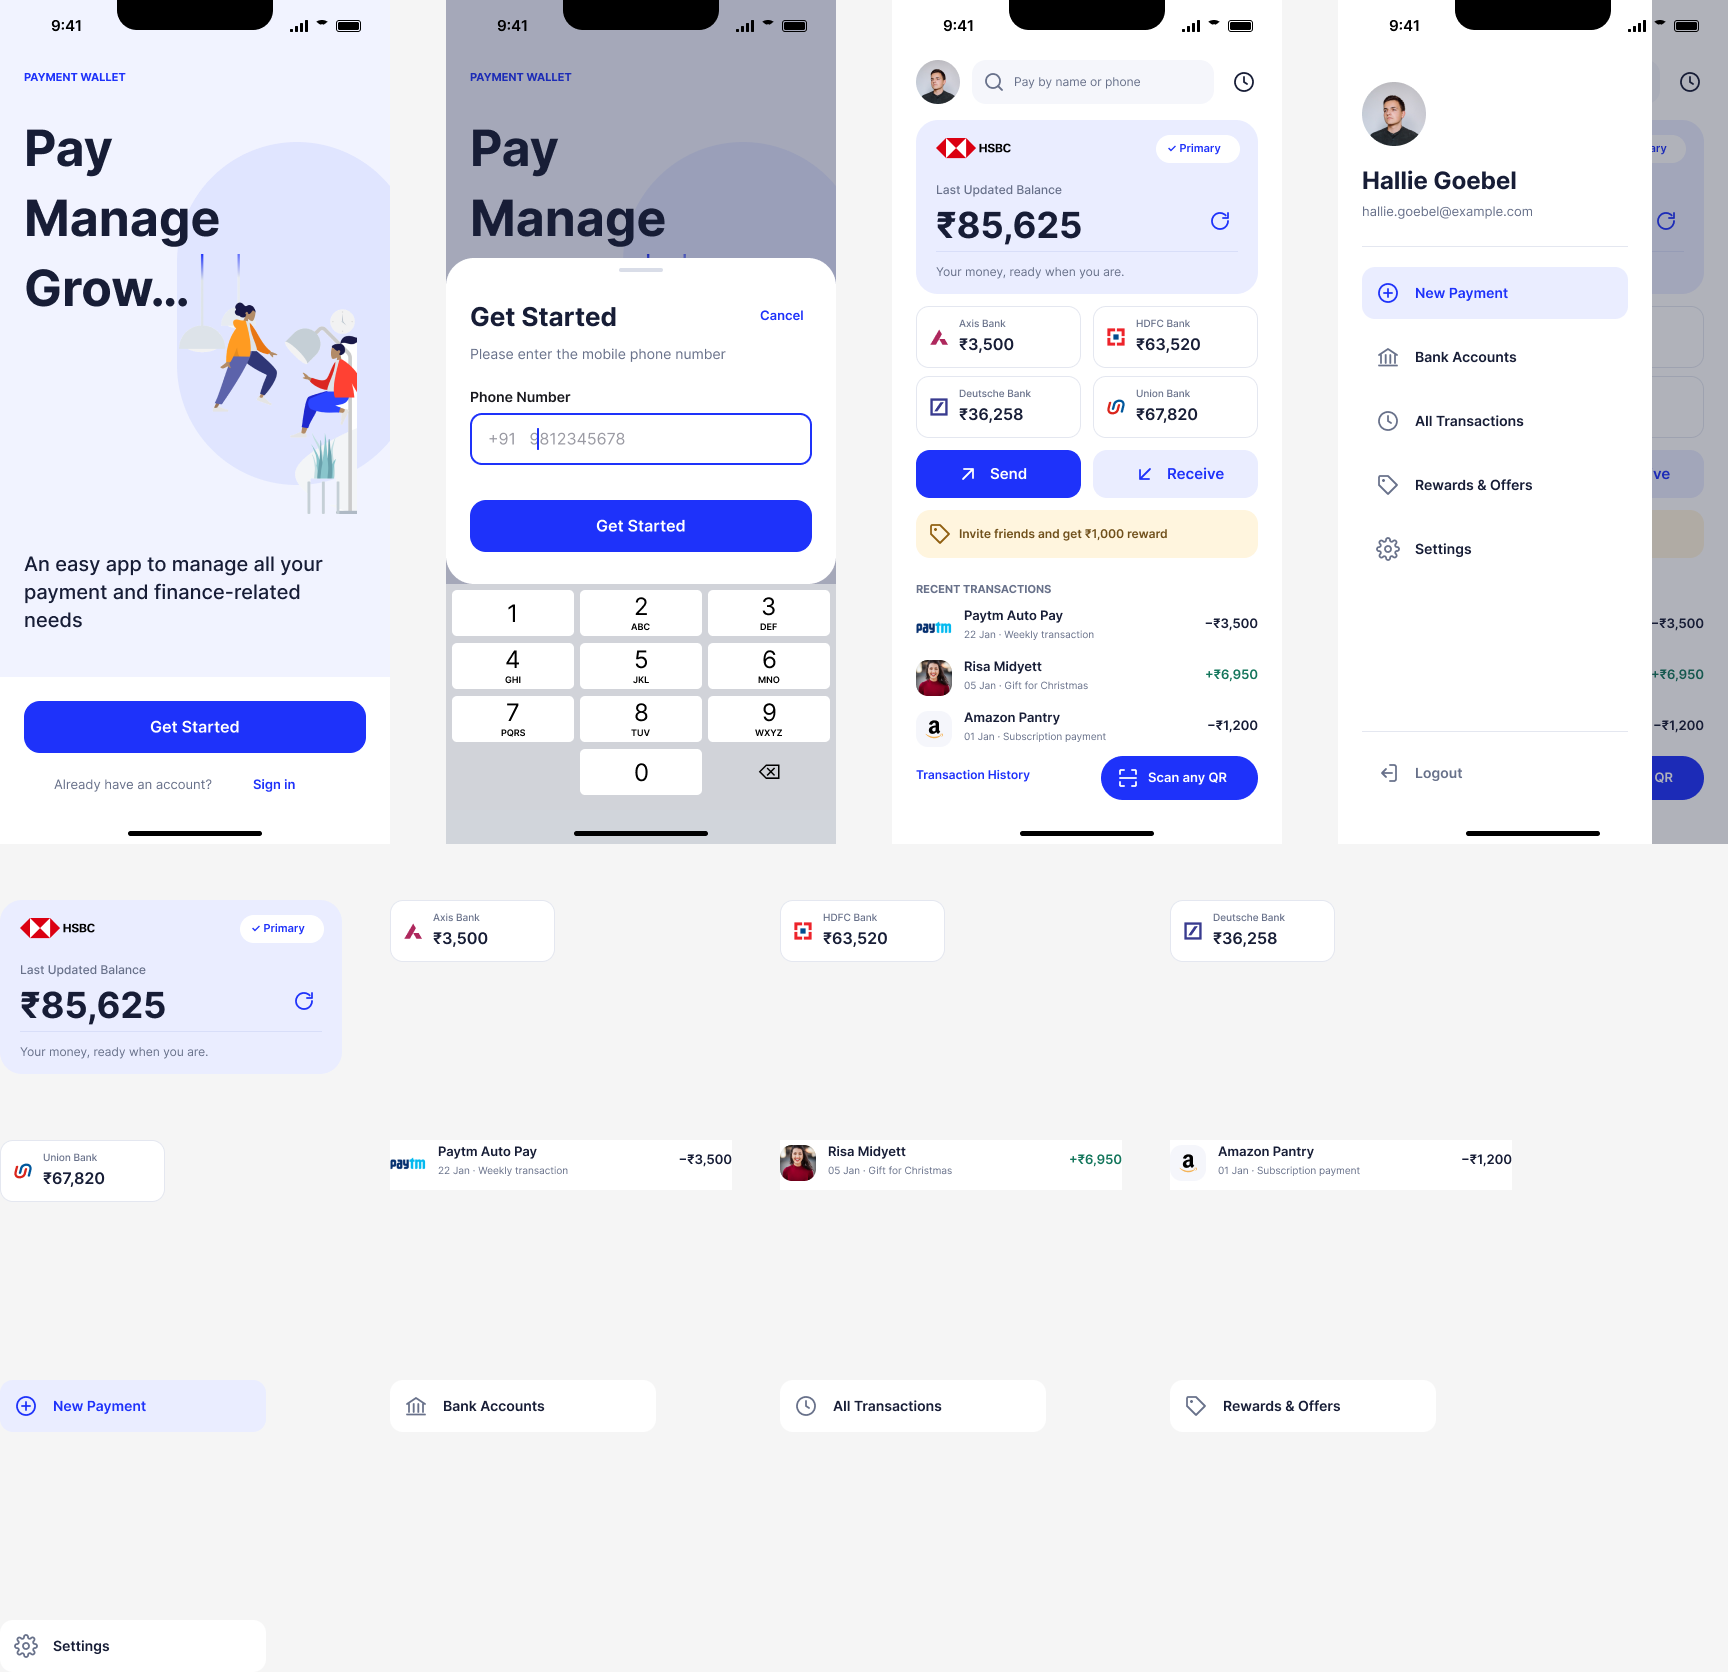 9:41
PAYMENT WALLET
Pay
Manage
Grow...
An easy app to manage all your
payment and finance-related
needs
Get Started
Already have an account? Sign in
9:41
PAYMENT WALLET
Pay
Manage
Get Started
Cancel
Please enter the mobile phone number
Phone Number
+91 9812345678
Get Started
1
2
ABC
3
DEF
4
GHI
5
JKL
6
MNO
7
PQRS
8
TUV
9
WXYZ
0
9:41
Pay by name or phone
HSBC
✓ Primary
Last Updated Balance
₹85,625
Your money, ready when you are.
Axis Bank
₹3,500
HDFC Bank
₹63,520
Deutsche Bank
₹36,258
Union Bank
₹67,820
Send
Receive
Invite friends and get ₹1,000 reward
RECENT TRANSACTIONS
paytm
Paytm Auto Pay
22 Jan · Weekly transaction
−₹3,500
Risa Midyett
05 Jan · Gift for Christmas
+₹6,950
a
Amazon Pantry
01 Jan · Subscription payment
−₹1,200
Transaction History
Scan any QR
9:41
Hallie Goebel
hallie.goebel@example.com
New Payment
Bank Accounts
All Transactions
Rewards & Offers
Settings
Logout
ary
ve
−₹3,500
+₹6,950
−₹1,200
QR
HSBC
✓ Primary
Last Updated Balance
₹85,625
Your money, ready when you are.
Axis Bank
₹3,500
HDFC Bank
₹63,520
Deutsche Bank
₹36,258
Union Bank
₹67,820
paytm
Paytm Auto Pay
22 Jan · Weekly transaction
−₹3,500
Risa Midyett
05 Jan · Gift for Christmas
+₹6,950
a
Amazon Pantry
01 Jan · Subscription payment
−₹1,200
New Payment
Bank Accounts
All Transactions
Rewards & Offers
Settings